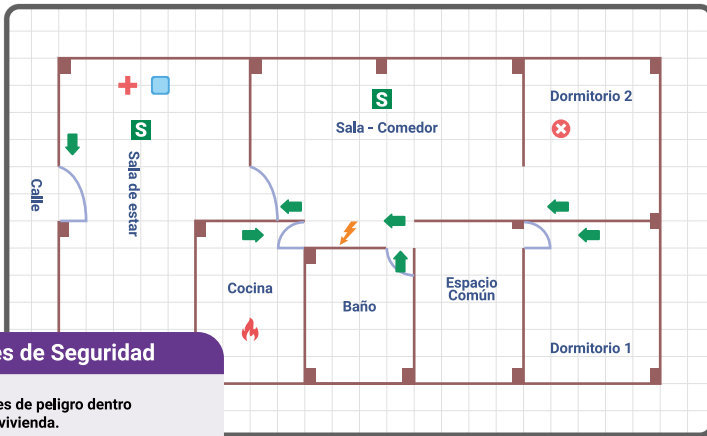 Dormitorio 2
S
Sala - Comedor
S
Sala de estar
Calle
Cocina
Espacio
Común
Baño
Dormitorio 1
es de Seguridad
es de peligro dentro
vivienda.